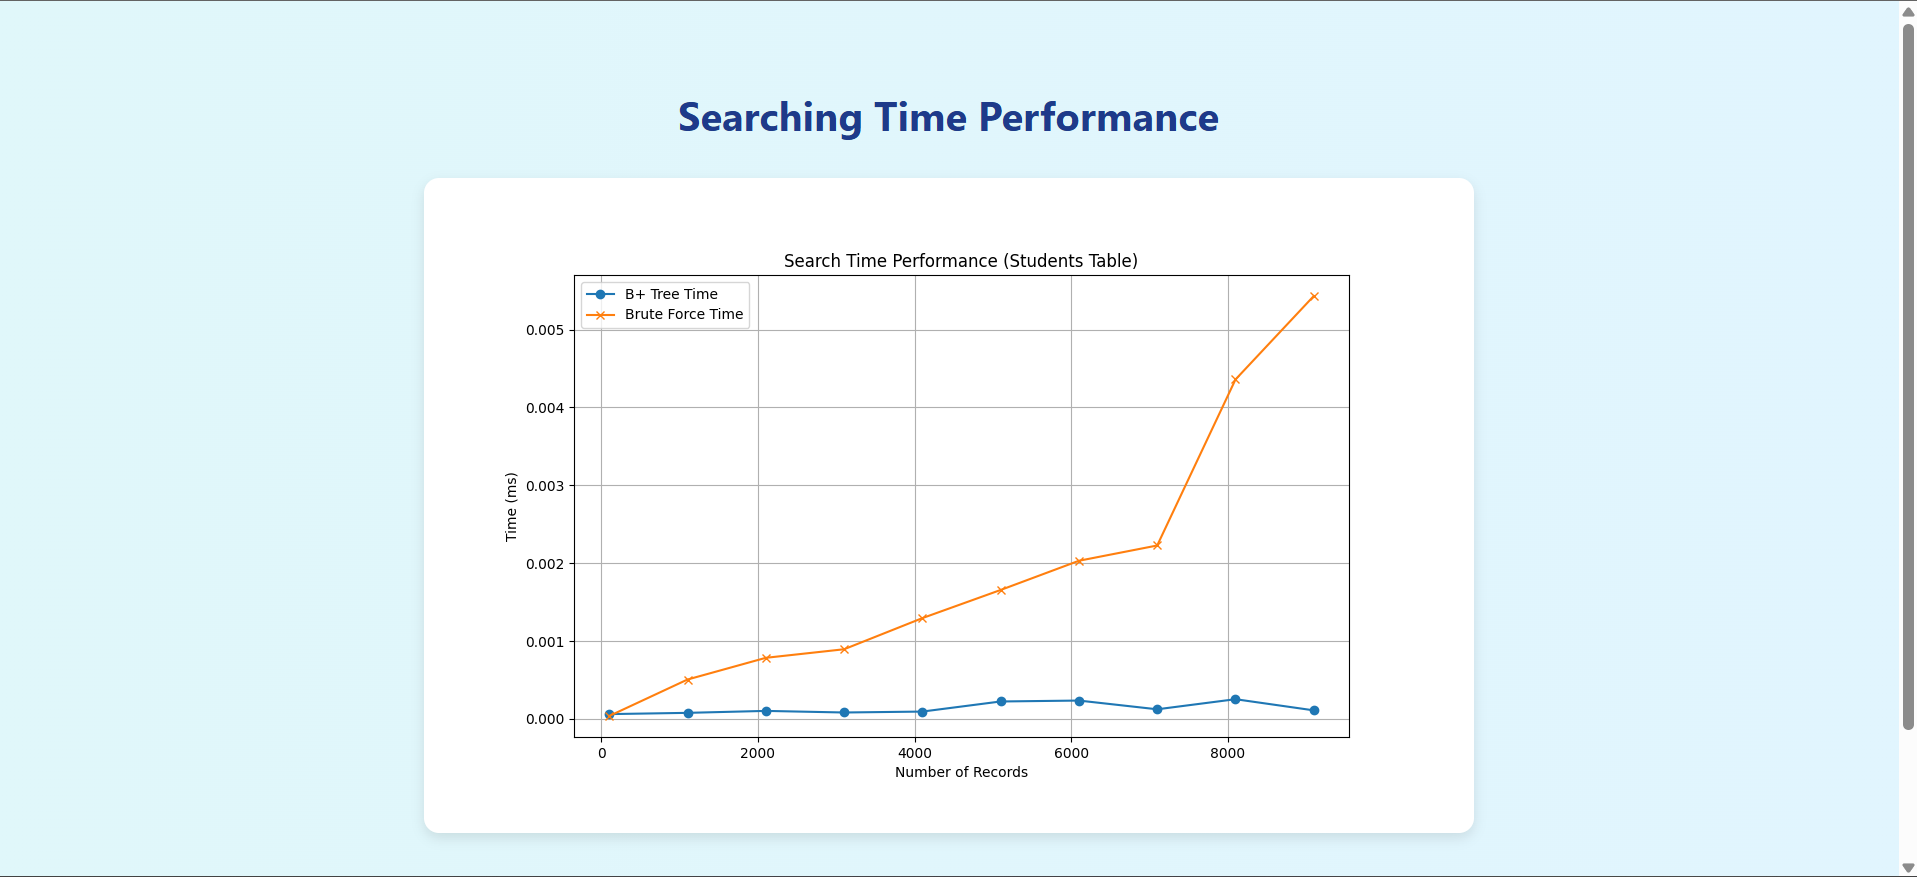 Searching Time Performance
Search Time Performance (Students Table)
B+ Tree Time
Brute Force Time
0.005
0.004
0.003
0.002
0.001
0.000
Time (ms)
0 2000 4000 6000 8000
Number of Records